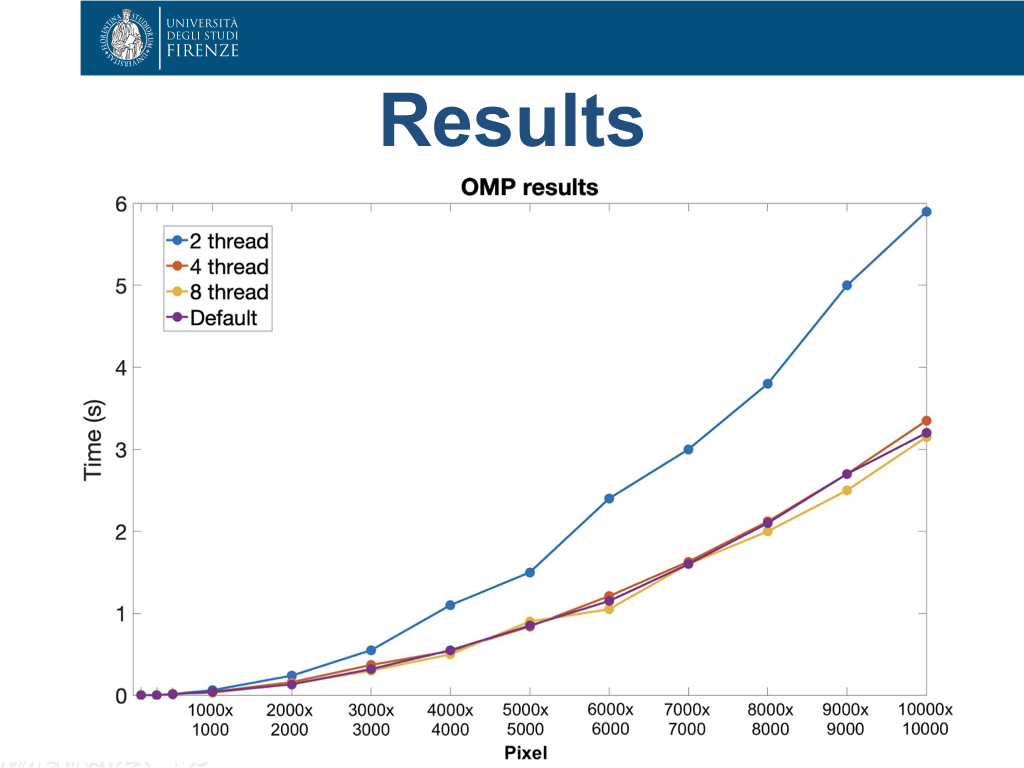 UNIVERSITÀ
DEGLI STUDI
FIRENZE
Results
OMP results
6
5
4
3
2
1
0
Time (s)
2 thread
4 thread
8 thread
Default
1000x 2000x 3000x 4000x 5000x 6000x 7000x 8000x 9000x 10000x
1000 2000 3000 4000 5000 6000 7000 8000 9000 10000
Pixel